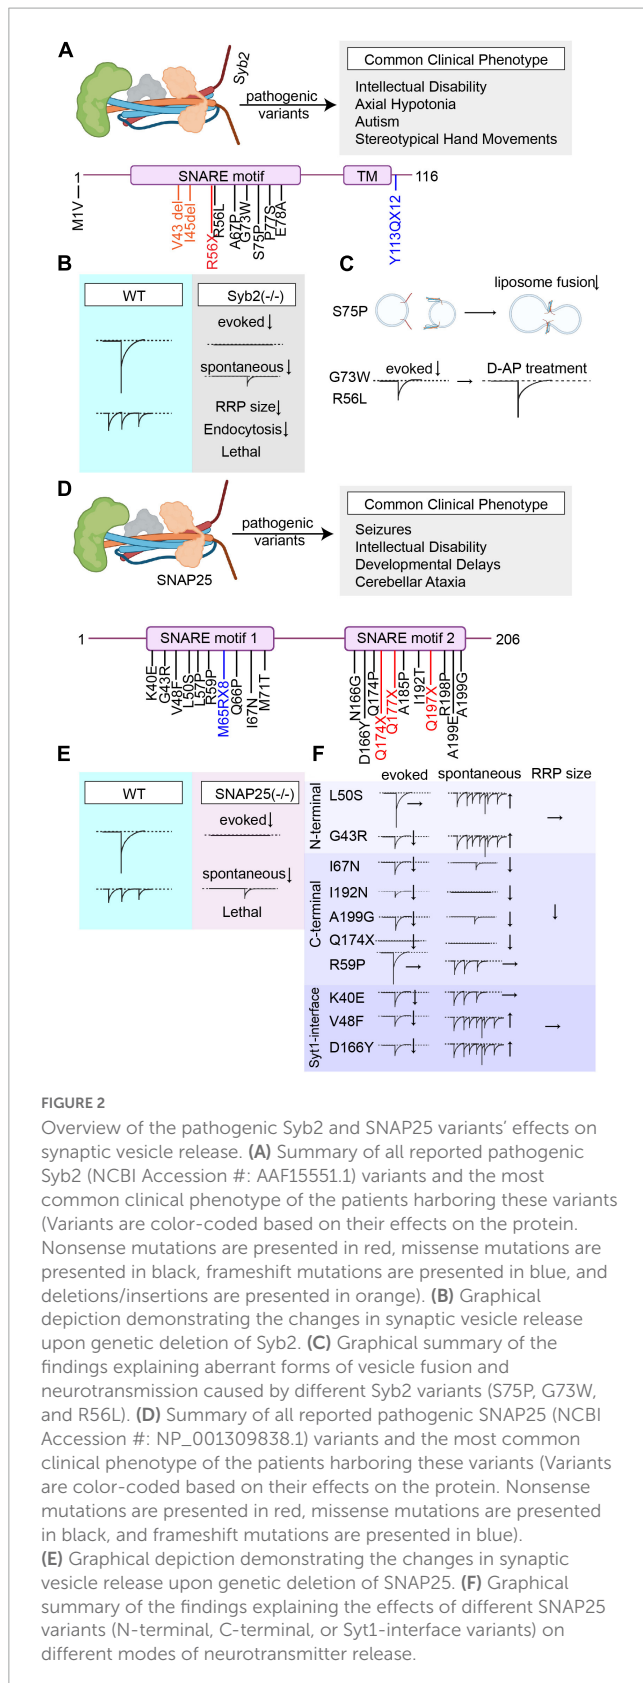 A
Syb2
pathogenic
variants
Common Clinical Phenotype
Intellectual Disability
Axial Hypotonia
Autism
Stereotypical Hand Movements
1
SNARE motif
TM
116
M1V
V43 del
I45del
R56X
R56L
A67P
G73W
S75P
P77S
E78A
Y113QX12
B
WT
Syb2(-/-)
evoked↓
spontaneous↓
RRP size↓
Endocytosis↓
Lethal
C
S75P
liposome fusion↓
G73W
R56L
evoked↓
D-AP treatment
D
SNAP25
pathogenic
variants
Common Clinical Phenotype
Seizures
Intellectual Disability
Developmental Delays
Cerebellar Ataxia
1
SNARE motif 1
SNARE motif 2
206
K40E
G43R
V48F
L50S
L57P
R59P
M65RX8
Q66P
I67N
M71T
N166G
D166Y
Q174P
Q174X
Q177X
A185P
I192T
Q197X
R198P
A199E
A199G
E
WT
SNAP25(-/-)
evoked↓
spontaneous↓
Lethal
F
evoked
spontaneous
RRP size
N-terminal
L50S → ↑
→
G43R ↓ ↑
C-terminal
I67N ↓ ↓
I192N ↓ ↓
↓
A199G ↓ ↓
Q174X ↓ ↓
R59P → →
Syt1-interface
K40E ↓ →
V48F ↓ ↑
→
D166Y ↓ ↑
FIGURE 2
Overview of the pathogenic Syb2 and SNAP25 variants’ effects on
synaptic vesicle release. (A) Summary of all reported pathogenic
Syb2 (NCBI Accession #: AAF15551.1) variants and the most
common clinical phenotype of the patients harboring these variants
(Variants are color-coded based on their effects on the protein.
Nonsense mutations are presented in red, missense mutations are
presented in black, frameshift mutations are presented in blue, and
deletions/insertions are presented in orange). (B) Graphical
depiction demonstrating the changes in synaptic vesicle release
upon genetic deletion of Syb2. (C) Graphical summary of the
findings explaining aberrant forms of vesicle fusion and
neurotransmission caused by different Syb2 variants (S75P, G73W,
and R56L). (D) Summary of all reported pathogenic SNAP25 (NCBI
Accession #: NP_001309838.1) variants and the most common
clinical phenotype of the patients harboring these variants (Variants
are color-coded based on their effects on the protein. Nonsense
mutations are presented in red, missense mutations are presented
in black, and frameshift mutations are presented in blue).
(E) Graphical depiction demonstrating the changes in synaptic
vesicle release upon genetic deletion of SNAP25. (F) Graphical
summary of the findings explaining the effects of different SNAP25
variants (N-terminal, C-terminal, or Syt1-interface variants) on
different modes of neurotransmitter release.